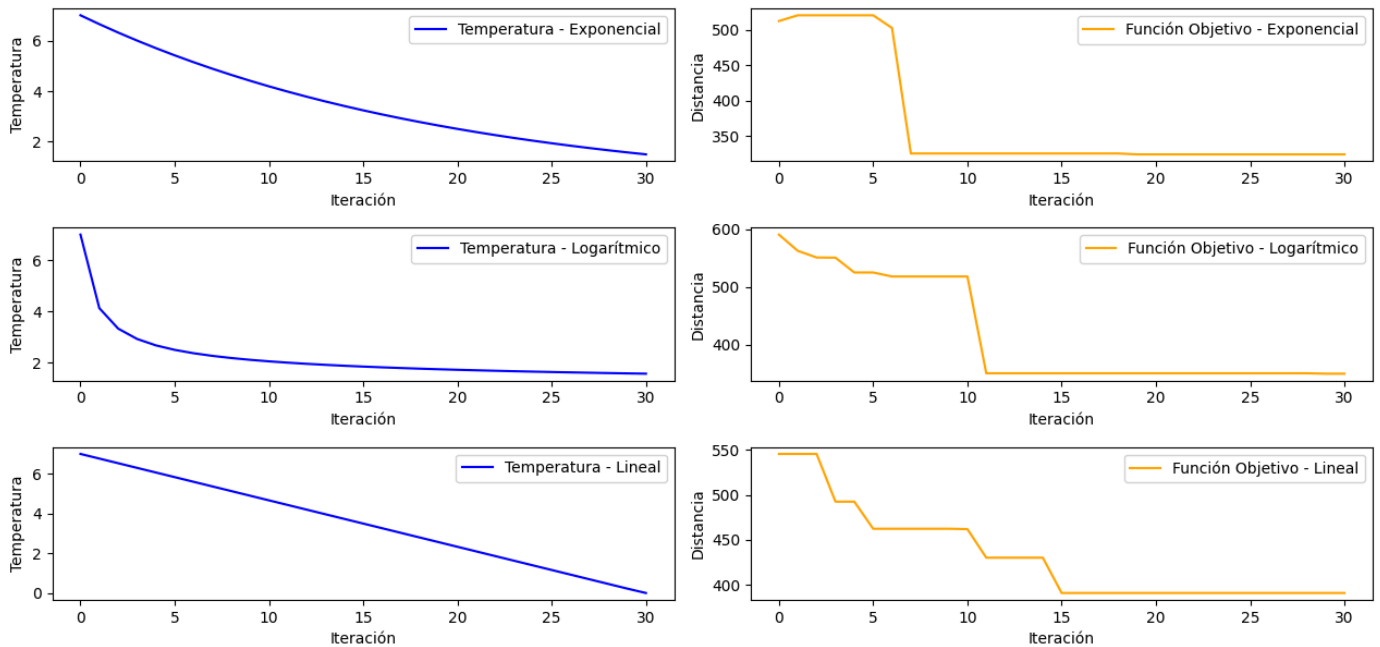 Temperatura - Exponencial
Temperatura
6
4
2
0 5 10 15 20 25 30
Iteración
Función Objetivo - Exponencial
Distancia
500
450
400
350
0 5 10 15 20 25 30
Iteración
Temperatura - Logarítmico
Temperatura
6
4
2
0 5 10 15 20 25 30
Iteración
Función Objetivo - Logarítmico
Distancia
600
500
400
0 5 10 15 20 25 30
Iteración
Temperatura - Lineal
Temperatura
6
4
2
0
0 5 10 15 20 25 30
Iteración
Función Objetivo - Lineal
Distancia
550
500
450
400
0 5 10 15 20 25 30
Iteración